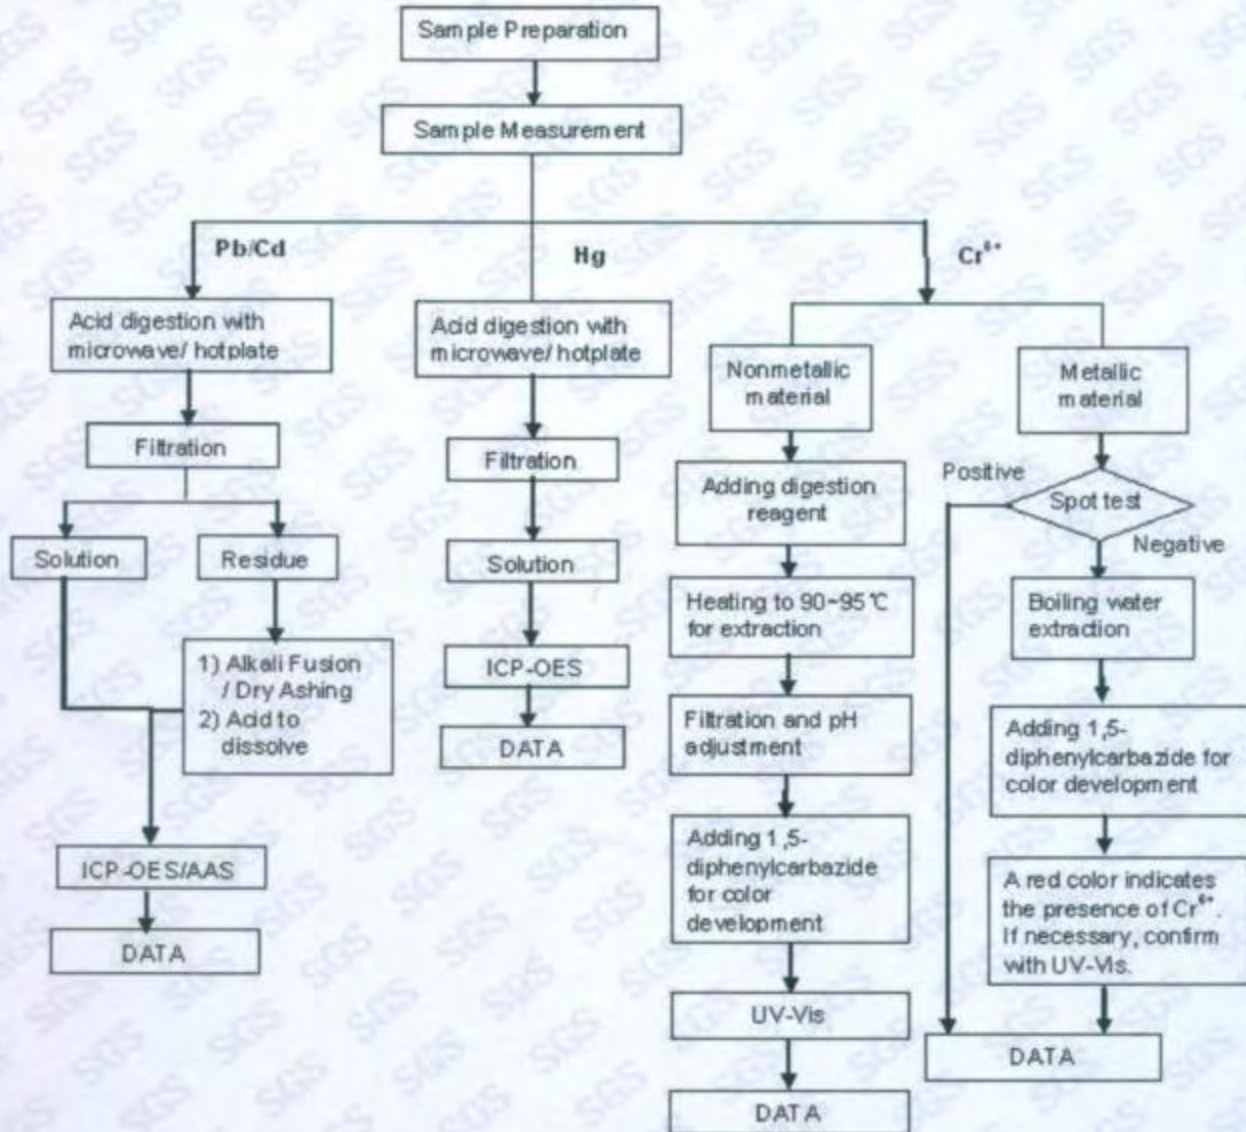 Sample Preparation
Sample Measurement
Pb/Cd
Hg
Cr⁶⁺
Acid digestion with
microwave/ hotplate
Filtration
Solution
Residue
1) Alkali Fusion
/ Dry Ashing
2) Acid to
dissolve
ICP-OES/AAS
DATA
Acid digestion with
microwave/ hotplate
Filtration
Solution
ICP-OES
DATA
Nonmetallic
material
Adding digestion
reagent
Heating to 90~95℃
for extraction
Filtration and pH
adjustment
Adding 1,5-
diphenylcarbazide
for color
development
UV-Vis
DATA
Metallic
material
Positive
Spot test
Negative
Boiling water
extraction
Adding 1,5-
diphenylcarbazide for
color development
A red color indicates
the presence of Cr⁶⁺.
If necessary, confirm
with UV-Vis.
DATA
SGS